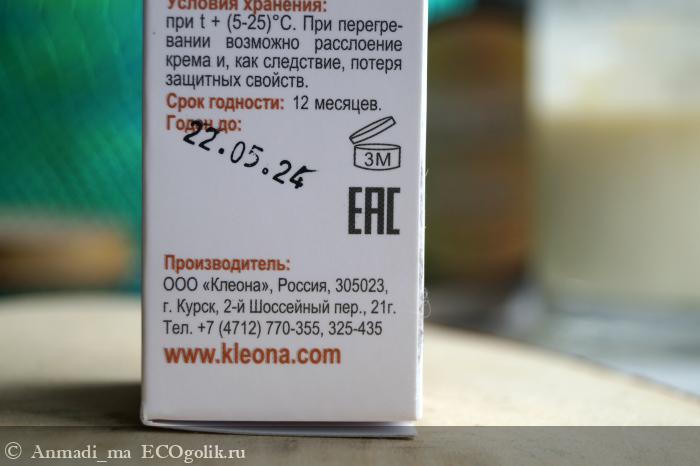 Условия хранения:
при t + (5-25)°С. При перегре-
вании возможно расслоение
крема и, как следствие, потеря
защитных свойств.
Срок годности: 12 месяцев.
Годен до:
22.05.24
3М
ЕАС
Производитель:
ООО «Клеона», Россия, 305023,
г. Курск, 2-й Шоссейный пер., 21г.
Тел. +7 (4712) 770-355, 325-435
www.kleona.com
© Anmadi_ma ECOgolik.ru